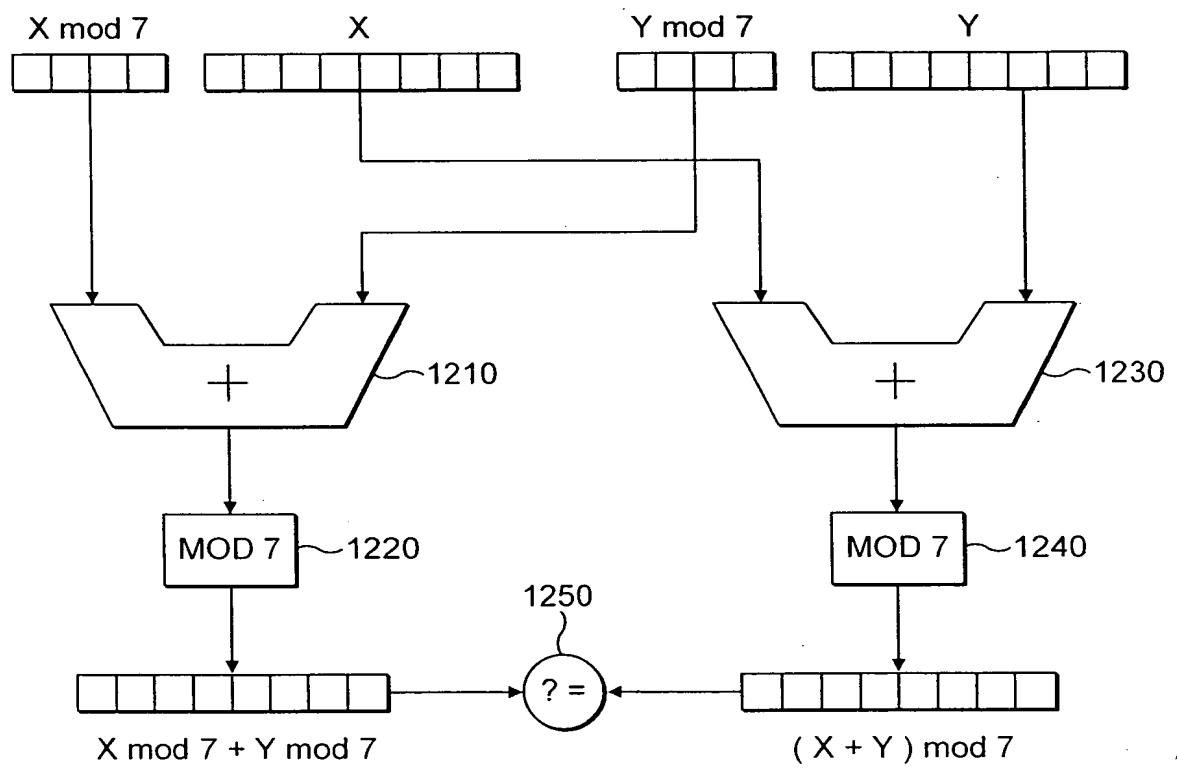 X mod 7
X
Y mod 7
Y
+
1210
+
1230
MOD 7
1220
MOD 7
1240
1250
? =
X mod 7 + Y mod 7
( X + Y ) mod 7